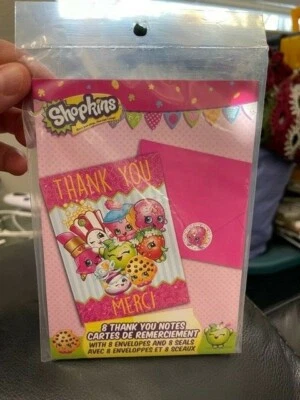 Shopkins
THANK YOU
MERCI
8 THANK YOU NOTES
CARTES DE REMERCIEMENT
WITH 8 ENVELOPES AND 8 SEALS
AVEC 8 ENVELOPPES ET 8 SCEAUX